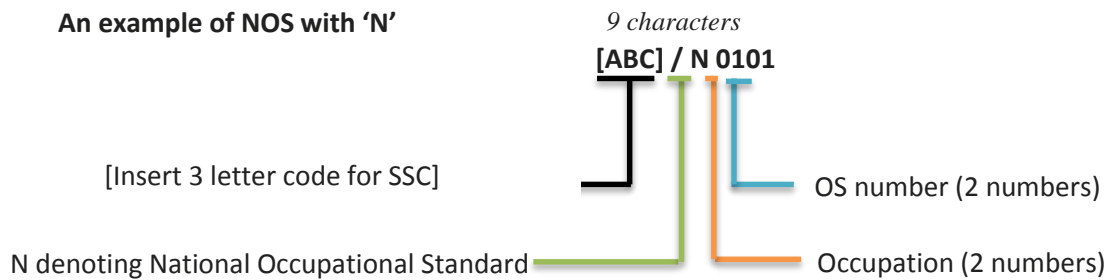 An example of NOS with ‘N’
9 characters
[ABC] / N 0101
[Insert 3 letter code for SSC]
OS number (2 numbers)
N denoting National Occupational Standard
Occupation (2 numbers)